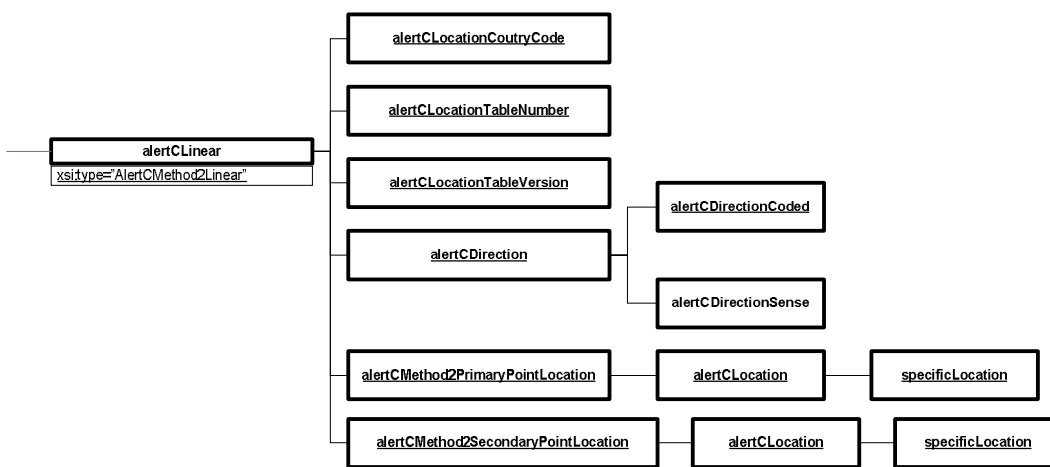 alertCLocationCoutryCode
alertCLocationTableNumber
alertCLinear
xsi:type="AlertCMethod2Linear"
alertCLocationTableVersion
alertCDirectionCoded
alertCDirection
alertCDirectionSense
alertCMethod2PrimaryPointLocation
alertCLocation
specificLocation
alertCMethod2SecondaryPointLocation
alertCLocation
specificLocation